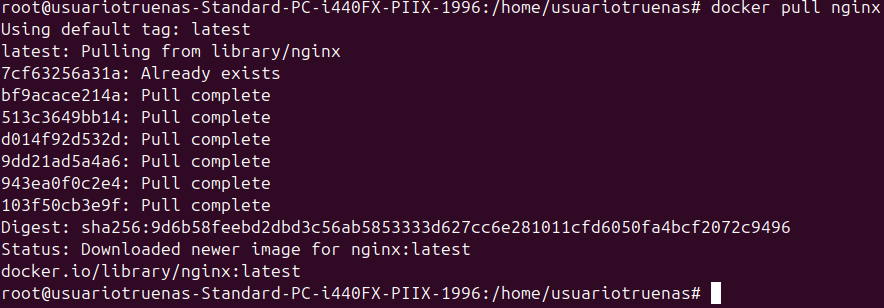 root@usuariotruenas-Standard-PC-i440FX-PIIX-1996:/home/usuariotruenas# docker pull nginx
Using default tag: latest
latest: Pulling from library/nginx
7cf63256a31a: Already exists
bf9acace214a: Pull complete
513c3649bb14: Pull complete
d014f92d532d: Pull complete
9dd21ad5a4a6: Pull complete
943ea0f0c2e4: Pull complete
103f50cb3e9f: Pull complete
Digest: sha256:9d6b58feebd2dbd3c56ab5853333d627cc6e281011cfd6050fa4bcf2072c9496
Status: Downloaded newer image for nginx:latest
docker.io/library/nginx:latest
root@usuariotruenas-Standard-PC-i440FX-PIIX-1996:/home/usuariotruenas#